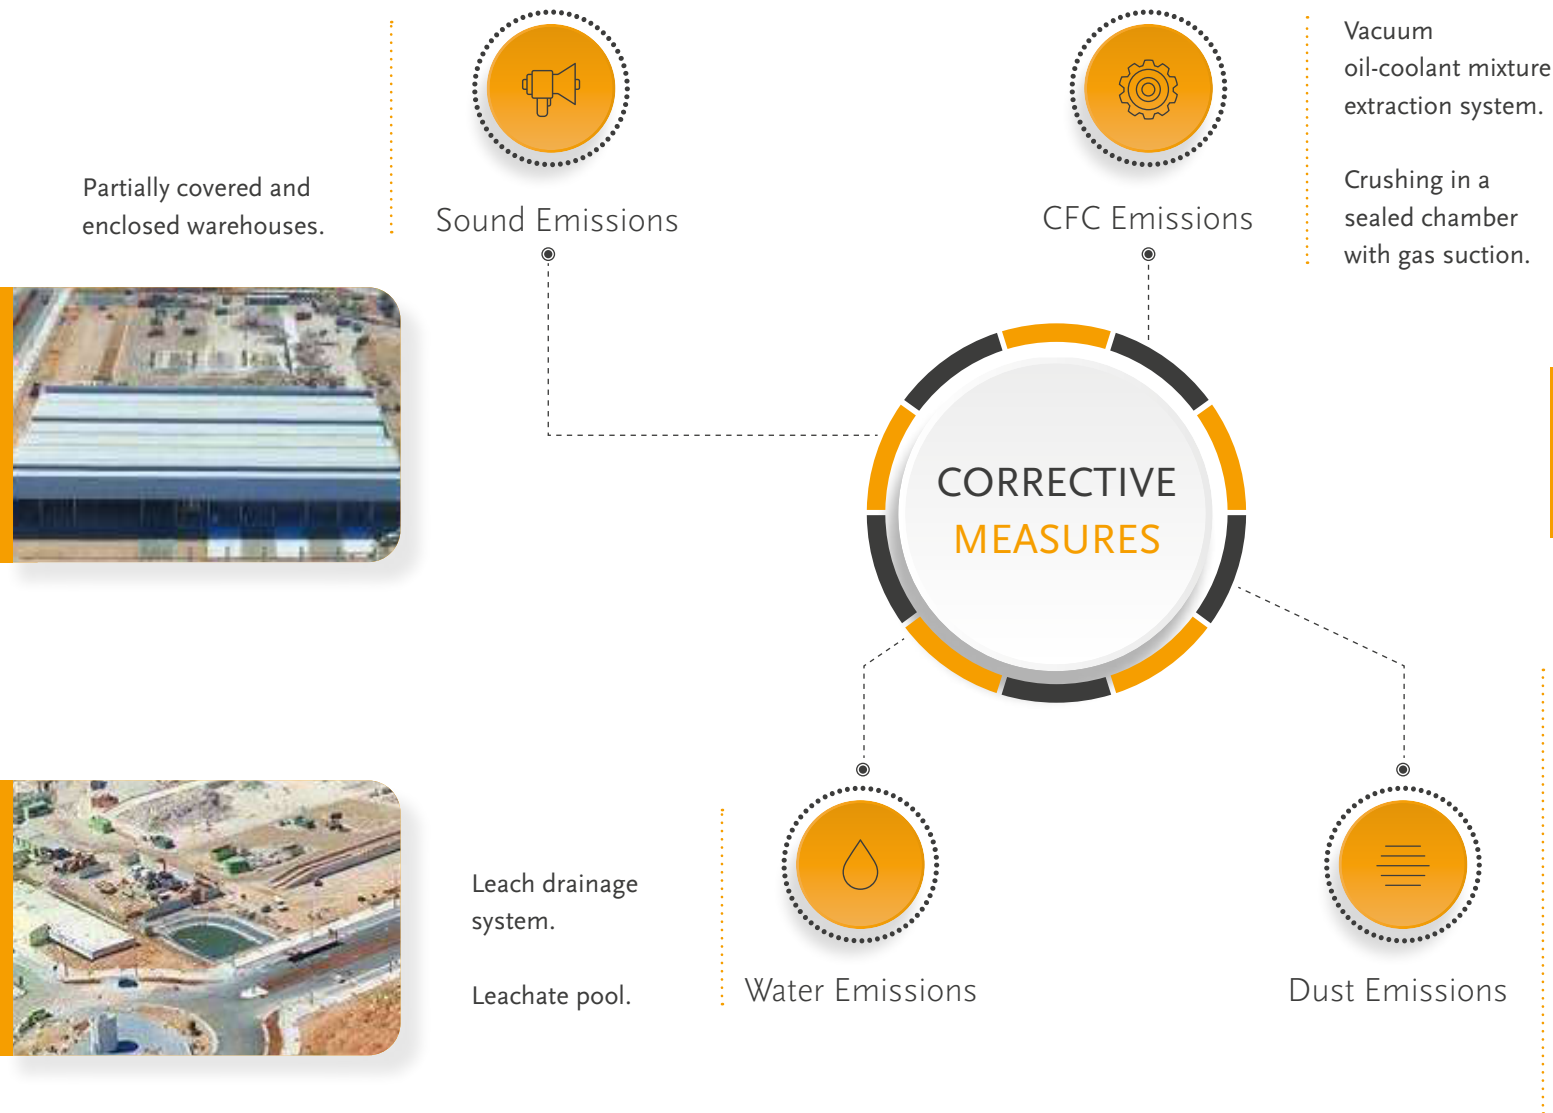 Vacuum
oil-coolant mixture
extraction system.
Crushing in a
sealed chamber
with gas suction.
Partially covered and
enclosed warehouses.
Sound Emissions
CFC Emissions
CORRECTIVE
MEASURES
Leach drainage
system.
Leachate pool.
Water Emissions
Dust Emissions